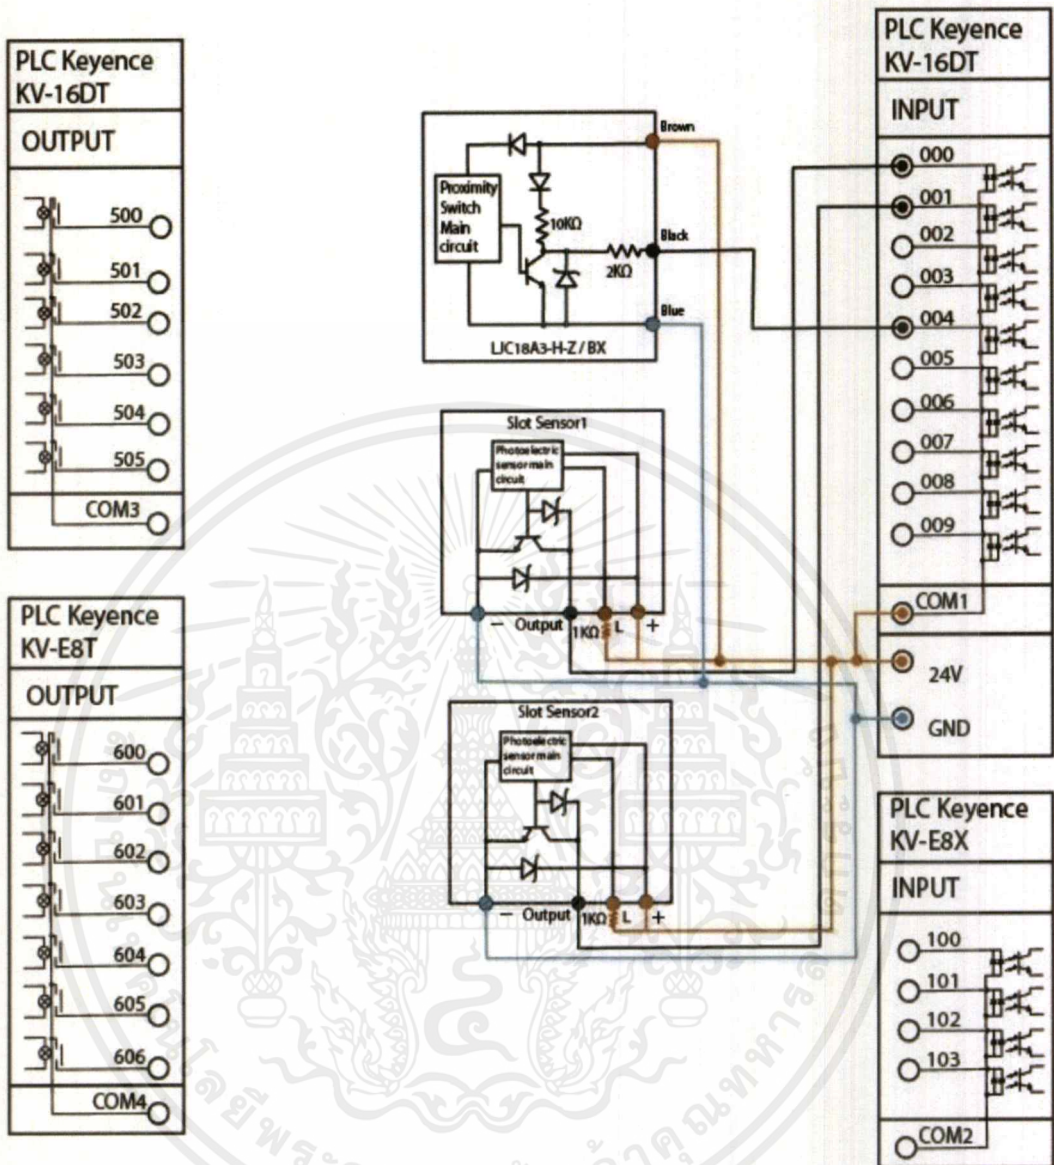 PLC Keyence
KV-16DT
OUTPUT
500
501
502
503
504
505
COM3
PLC Keyence
KV-E8T
OUTPUT
600
601
602
603
604
605
606
COM4
Brown
Proximity
Switch
Main
circuit
10KΩ
Black
2KΩ
Blue
LJC18A3-H-Z/BX
Slot Sensor1
Photoelectric
sensor main
circuit
− Output 1KΩ L +
Slot Sensor2
Photoelectric
sensor main
circuit
− Output 1KΩ L +
PLC Keyence
KV-16DT
INPUT
000
001
002
003
004
005
006
007
008
009
COM1
24V
GND
PLC Keyence
KV-E8X
INPUT
100
101
102
103
COM2